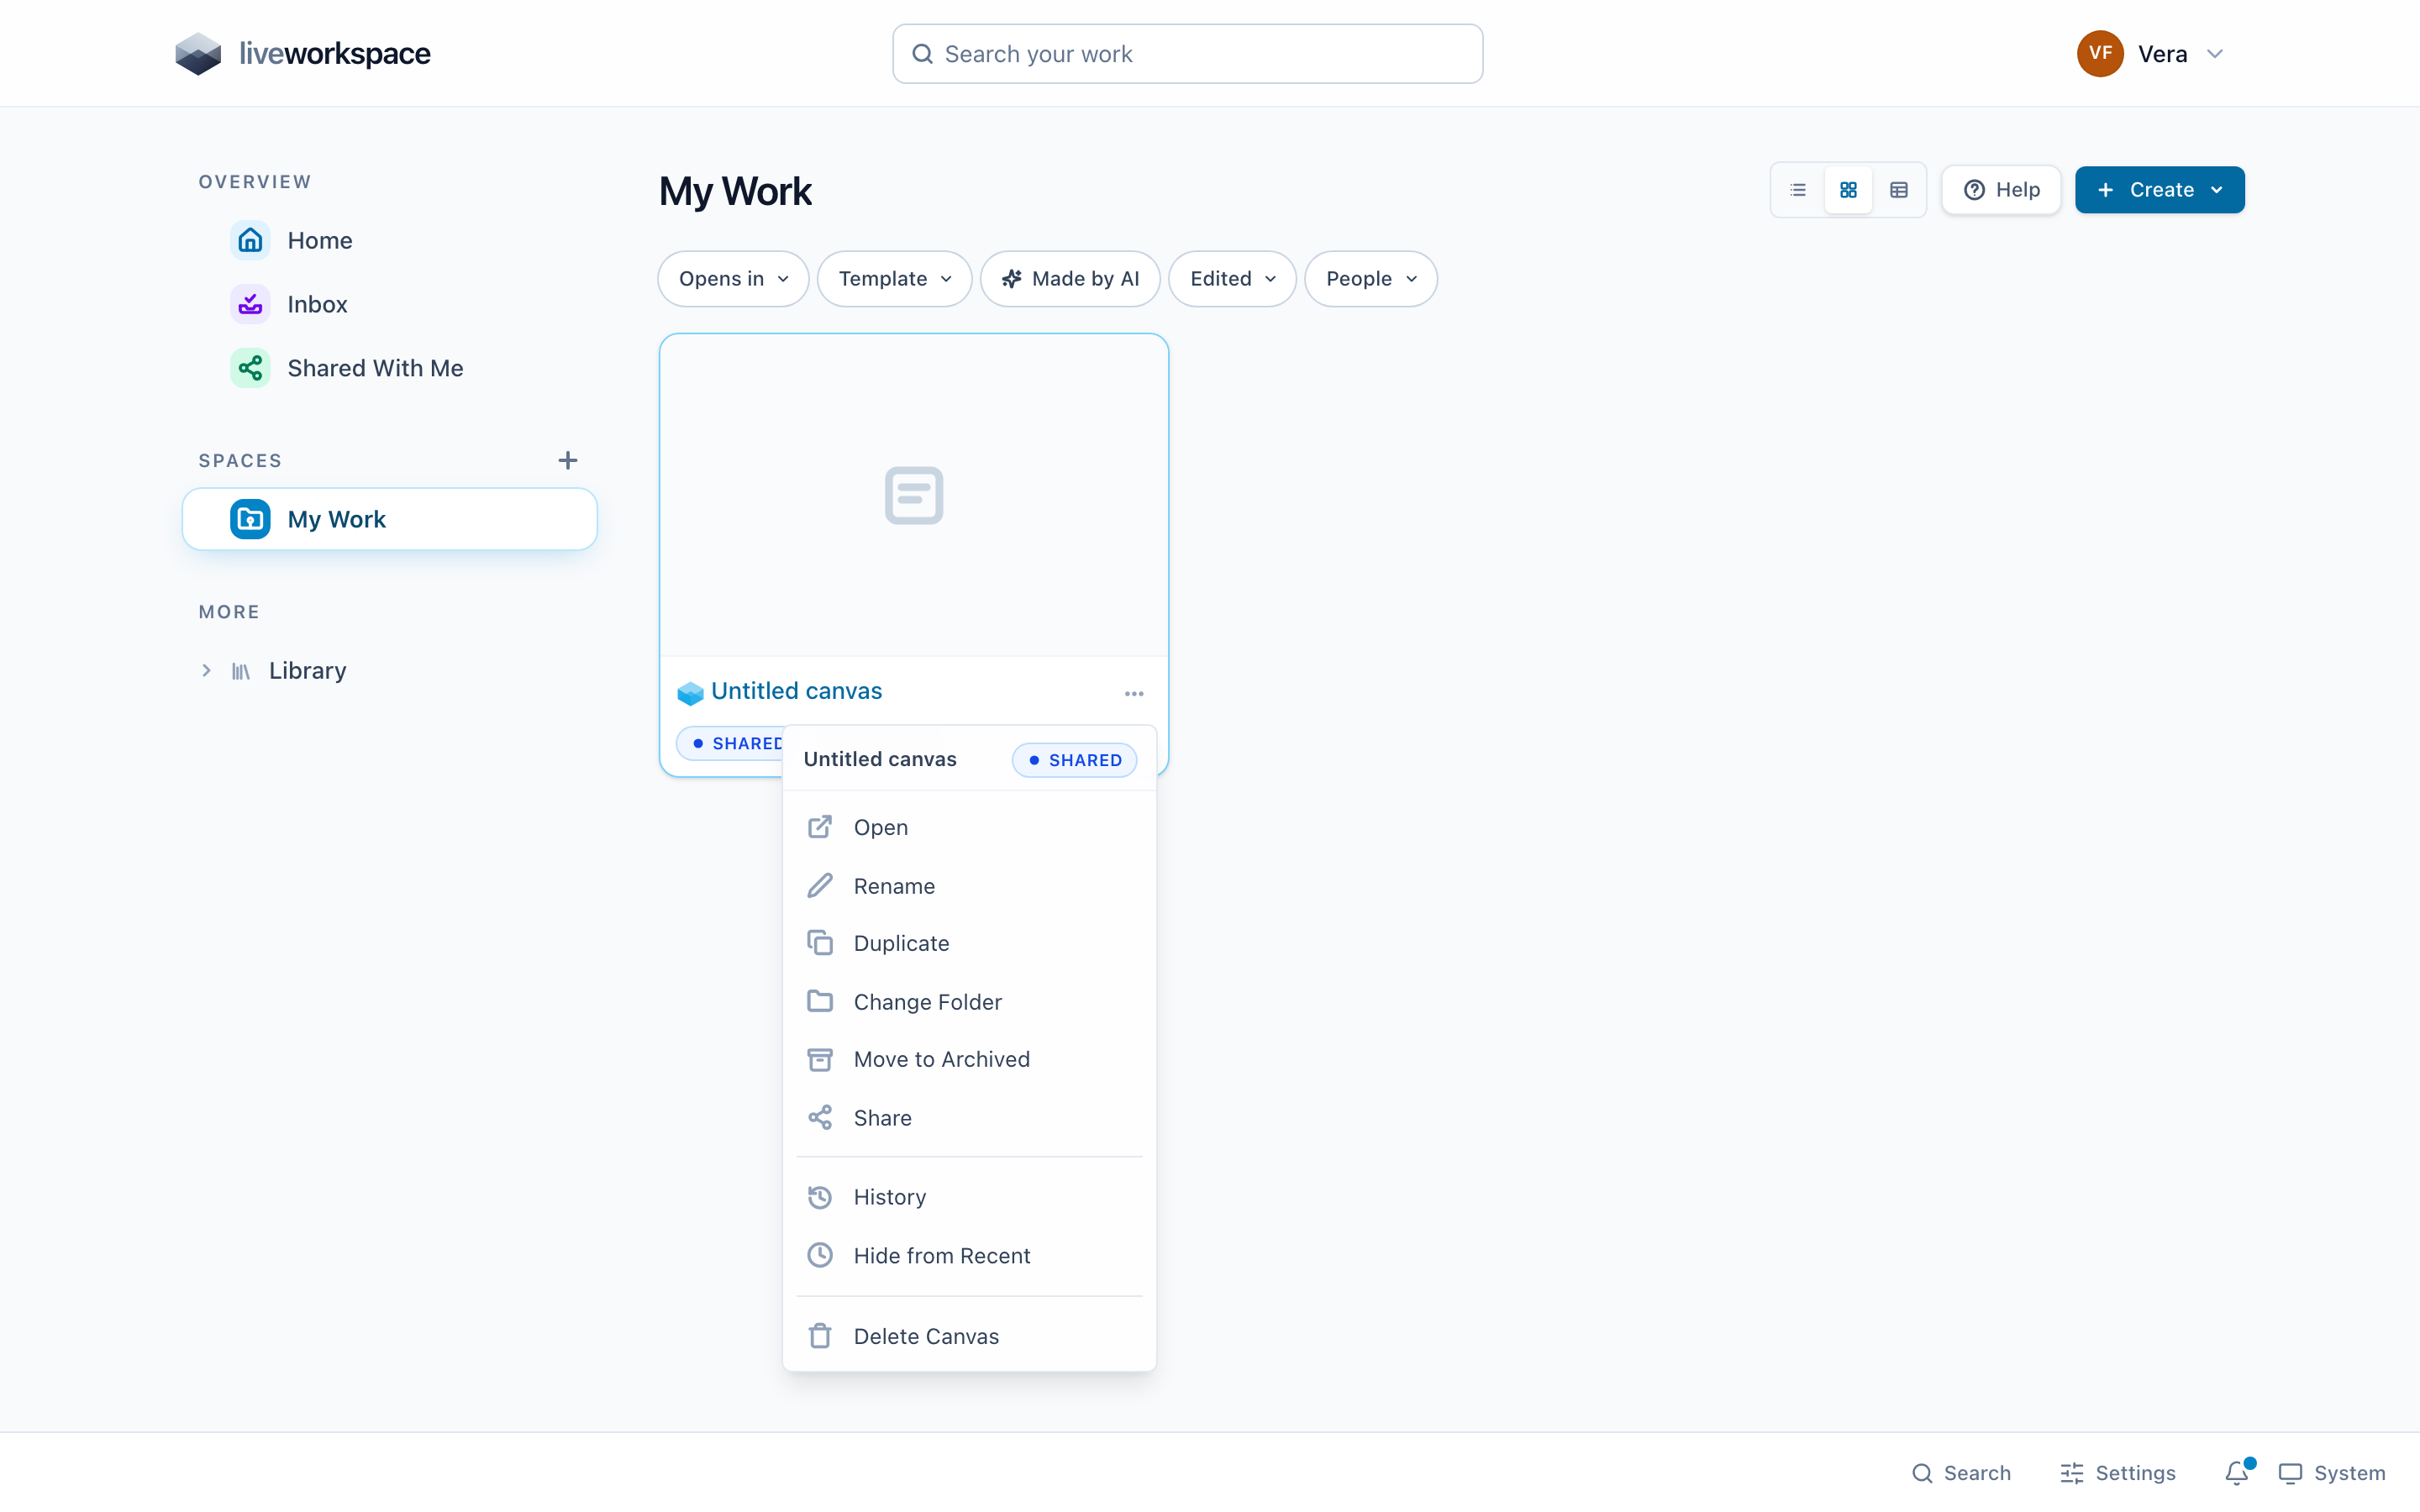 liveworkspace
Search your work
VF Vera
OVERVIEW
Home
Inbox
Shared With Me
SPACES
My Work
MORE
Library
My Work
Help
Create
Opens in
Template
Made by AI
Edited
People
Untitled canvas
SHARED
Untitled canvas
SHARED
Open
Rename
Duplicate
Change Folder
Move to Archived
Share
History
Hide from Recent
Delete Canvas
Search
Settings
System